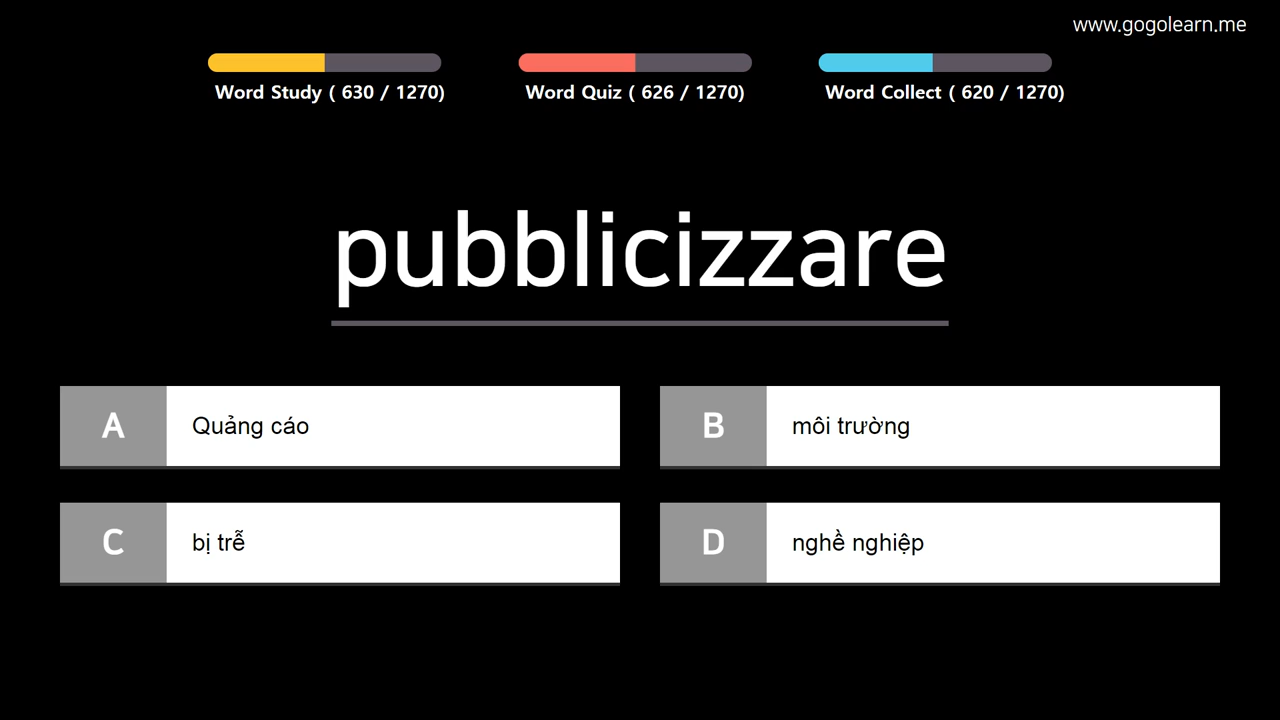 www.gogolearn.me
Word Study ( 630 / 1270)
Word Quiz ( 626 / 1270)
Word Collect ( 620 / 1270)
pubblicizzare
A Quảng cáo
B môi trường
C bị trễ
D nghề nghiệp